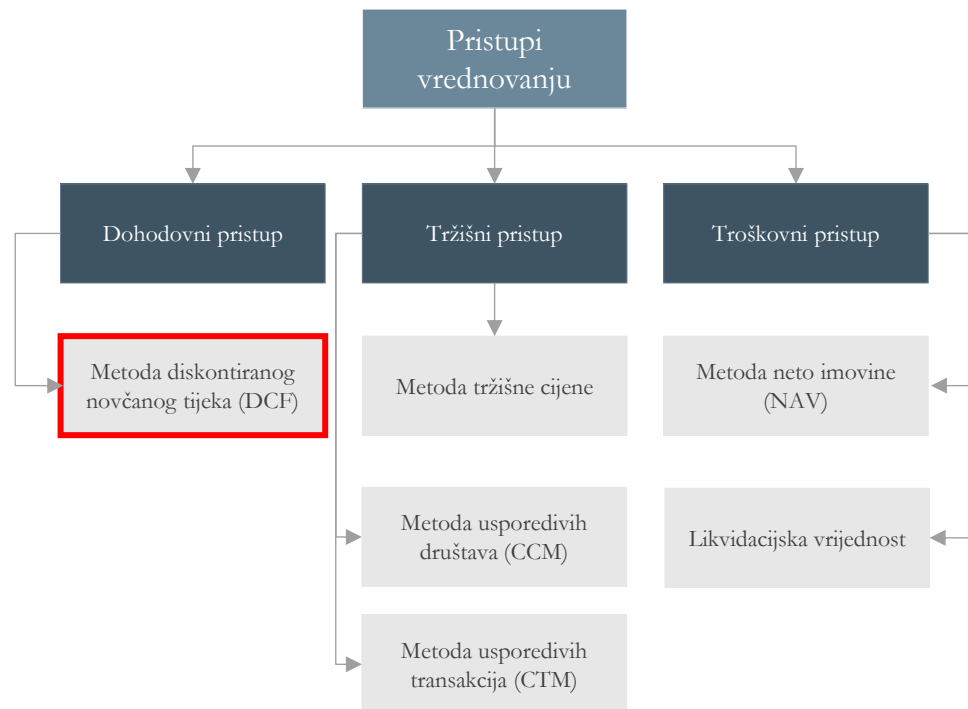 Pristupi
vrednovanju
Dohodovni pristup
Tržišni pristup
Troškovni pristup
Metoda diskontiranog
novčanog tijeka (DCF)
Metoda tržišne cijene
Metoda neto imovine
(NAV)
Metoda usporedivih
društava (CCM)
Likvidacijska vrijednost
Metoda usporedivih
transakcija (CTM)